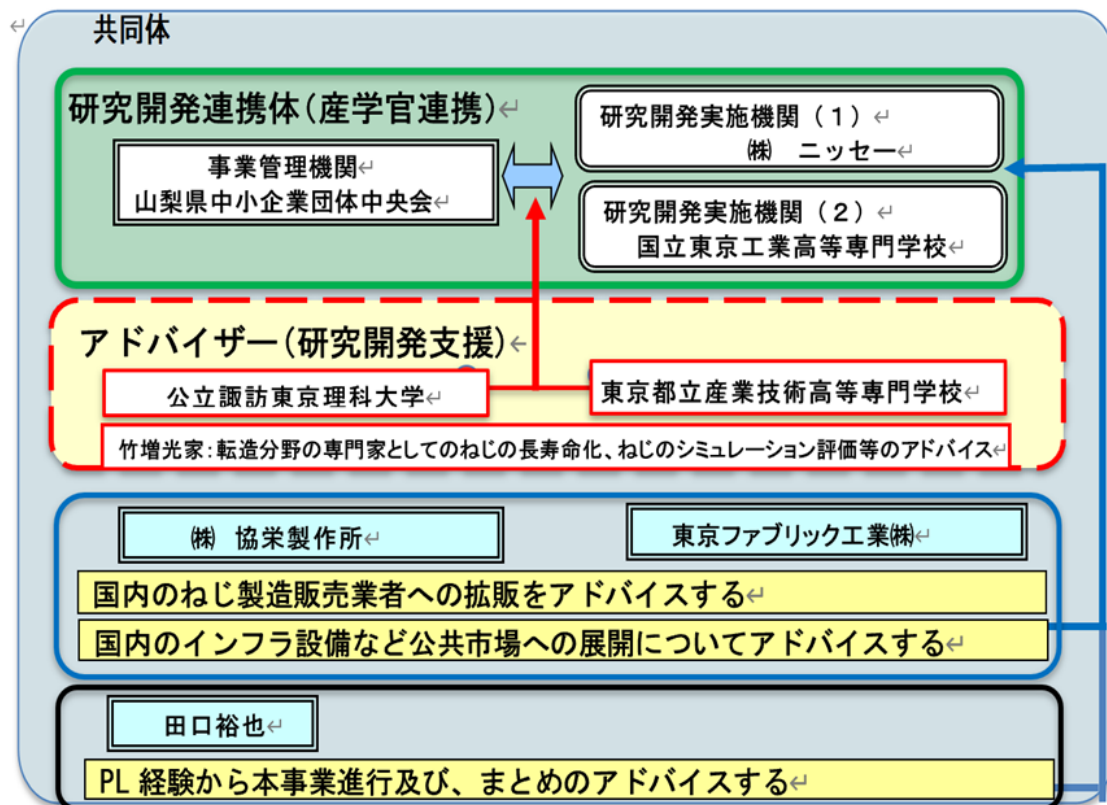 共同体
研究開発連携体(産学官連携)
事業管理機関
山梨県中小企業団体中央会
研究開発実施機関（１）
㈱　ニッセー
研究開発実施機関（２）
国立東京工業高等専門学校
アドバイザー(研究開発支援)
公立諏訪東京理科大学
東京都立産業技術高等専門学校
竹増光家：転造分野の専門家としてのねじの長寿命化、ねじのシミュレーション評価等のアドバイス
㈱　協栄製作所
東京ファブリック工業㈱
国内のねじ製造販売業者への拡販をアドバイスする
国内のインフラ設備など公共市場への展開についてアドバイスする
田口裕也
PL 経験から本事業進行及び、まとめのアドバイスする